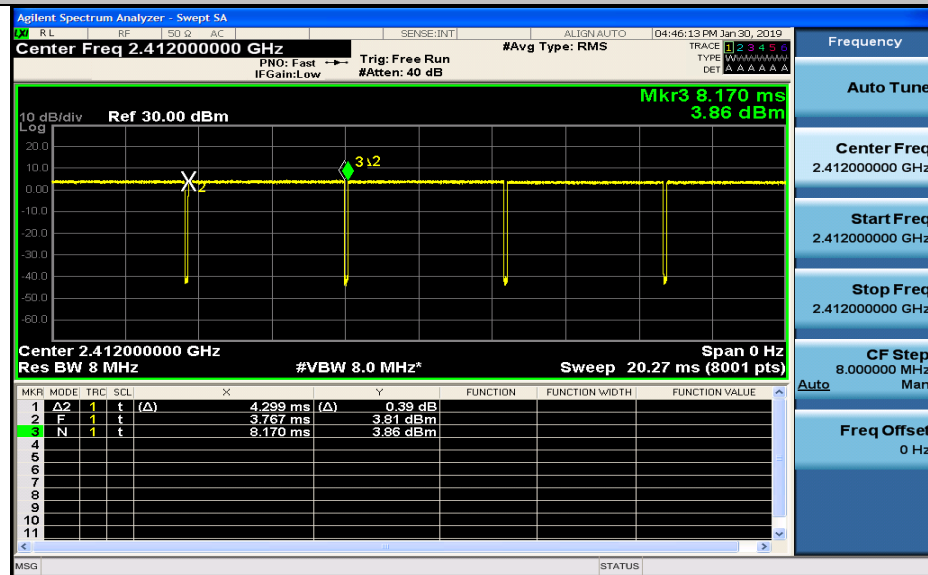 Agilent Spectrum Analyzer - Swept SA
LXI RL RF 50 Ω AC SENSE:INT ALIGN AUTO 04:46:13 PM Jan 30, 2019
Center Freq 2.412000000 GHz
PNO: Fast
IFGain:Low
Trig: Free Run
#Atten: 40 dB
#Avg Type: RMS
TRACE 1 2 3 4 5 6
TYPE WWWWWW
DET A A A A A A
Mkr3 8.170 ms
3.86 dBm
10 dB/div Ref 30.00 dBm
Log
20.0
10.0
0.00
-10.0
-20.0
-30.0
-40.0
-50.0
-60.0
2
3 1Δ2
Center 2.412000000 GHz Span 0 Hz
Res BW 8 MHz #VBW 8.0 MHz* Sweep 20.27 ms (8001 pts)
MKR MODE TRC SCL X Y FUNCTION FUNCTION WIDTH FUNCTION VALUE
1 Δ2 1 t (Δ) 4.299 ms (Δ) 0.39 dB
2 F 1 t 3.767 ms 3.81 dBm
3 N 1 t 8.170 ms 3.86 dBm
4
5
6
7
8
9
10
11
MSG STATUS
Frequency
Auto Tune
Center Freq
2.412000000 GHz
Start Freq
2.412000000 GHz
Stop Freq
2.412000000 GHz
CF Step
8.000000 MHz
Auto Man
Freq Offset
0 Hz